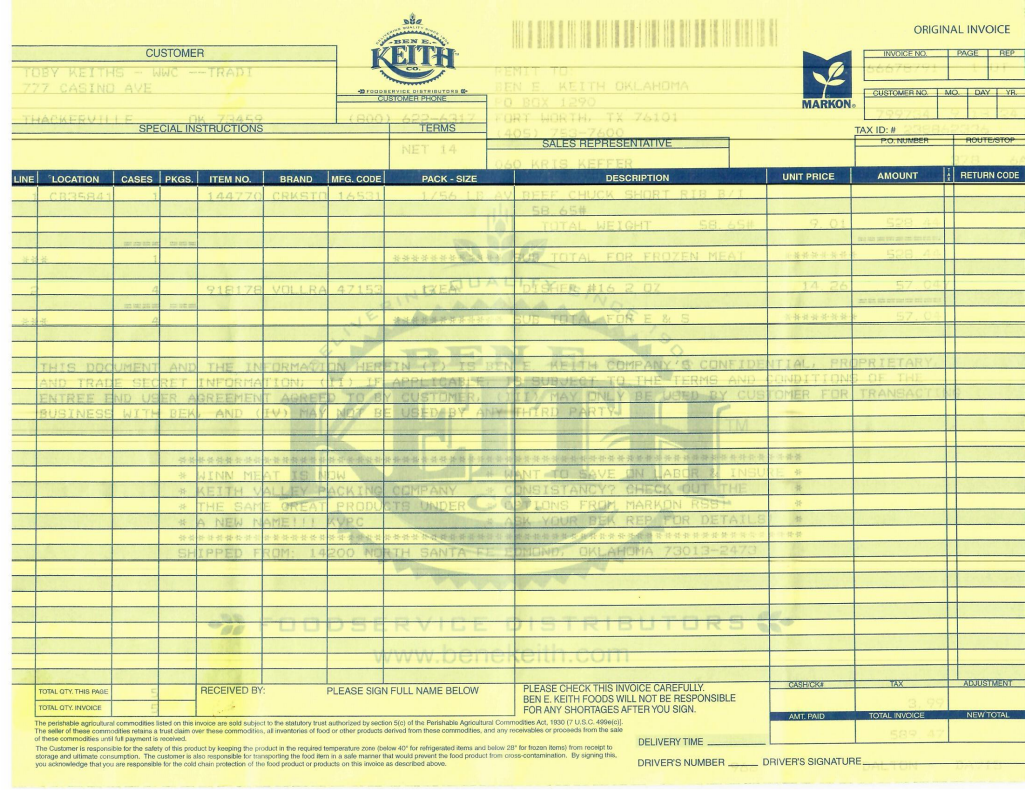 ORIGINAL INVOICE
DELIVERING QUALITY SINCE 1906
BEN E.
KEITH
CO.
FOODSERVICE DISTRIBUTORS
MARKON®
INVOICE NO. PAGE REP
CUSTOMER
TOBY KEITHS - WWC --TRADI
777 CASINO AVE
THACKERVILLE OK 73459
CUSTOMER PHONE
(800) 622-6317
REMIT TO
BEN E. KEITH OKLAHOMA
PO BOX 1290
FORT WORTH, TX 76101
(405) 753-7600
CUSTOMER NO. MO. DAY YR.
TAX ID: #
SPECIAL INSTRUCTIONS TERMS
NET 14
SALES REPRESENTATIVE
060 KRIS KEFFER
P.O. NUMBER ROUTE/STOP
LINE LOCATION CASES PKGS. ITEM NO. BRAND MFG. CODE PACK - SIZE DESCRIPTION UNIT PRICE AMOUNT TAX RETURN CODE
1 CB35841 1 144770 CRKSTO 16531 1/56 LB AV BEEF CHUCK SHORT RIB B/I
58.65#
TOTAL WEIGHT 58.65# 9.01 528.44
==== === =========
*** 1 ********* SUB TOTAL FOR FROZEN MEAT ******** 528.44
2 4 918178 VOLLRA 47153 EA DISHER #16 2 OZ 14.26 57.04
==== === =========
*** 4 ********* SUB TOTAL FOR E & S ******** 57.04
THIS DOCUMENT AND THE INFORMATION HEREIN (I) IS BEN E. KEITH COMPANY'S CONFIDENTIAL, PROPRIETARY,
AND TRADE SECRET INFORMATION; (II) IF APPLICABLE IS SUBJECT TO THE TERMS AND CONDITIONS OF THE
ENTREE END USER AGREEMENT AGREED TO BY CUSTOMER, (III) MAY ONLY BE USED BY CUSTOMER FOR TRANSACTING
BUSINESS WITH BEK, AND (IV) MAY NOT BE USED BY ANY THIRD PARTY.
* WINN MEAT IS NOW * WANT TO SAVE ON LABOR & INSURE *
* KEITH VALLEY PACKING COMPANY * CONSISTANCY? CHECK OUT THE *
* THE SAME GREAT PRODUCTS UNDER * OPTIONS FROM MARKON RSS *
* A NEW NAME!!! KVPC * ASK YOUR BEK REP FOR DETAILS *
SHIPPED FROM: 14200 NORTH SANTA FE EDMOND, OKLAHOMA 73013-2473
DELIVERING QUALITY SINCE 1906
BEN E.
KEITH™
CO.
FOODSERVICE DISTRIBUTORS
www.benekeith.com
TOTAL QTY. THIS PAGE 5
TOTAL QTY. INVOICE 5
RECEIVED BY: PLEASE SIGN FULL NAME BELOW
PLEASE CHECK THIS INVOICE CAREFULLY.
BEN E. KEITH FOODS WILL NOT BE RESPONSIBLE
FOR ANY SHORTAGES AFTER YOU SIGN.
CASH/CK# TAX ADJUSTMENT
3.99
AMT. PAID TOTAL INVOICE NEW TOTAL
589.47
The perishable agricultural commodities listed on this invoice are sold subject to the statutory trust authorized by section 5(c) of the Perishable Agricultural Commodities Act, 1930 (7 U.S.C. 499e(c)].
The seller of these commodities retains a trust claim over these commodities, all inventories of food or other products derived from these commodities, and any receivables or proceeds from the sale
of these commodities until full payment is received.
The Customer is responsible for the safety of this product by keeping the product in the required temperature zone (below 40° for refrigerated items and below 28° for frozen items) from receipt to
storage and ultimate consumption. The customer is also responsible for transporting the food item in a safe manner that would prevent the food product from cross-contamination. By signing this,
you acknowledge that you are responsible for the cold chain protection of the food product or products on this invoice as described above.
DELIVERY TIME
DRIVER'S NUMBER DRIVER'S SIGNATURE DALTON DAVIS